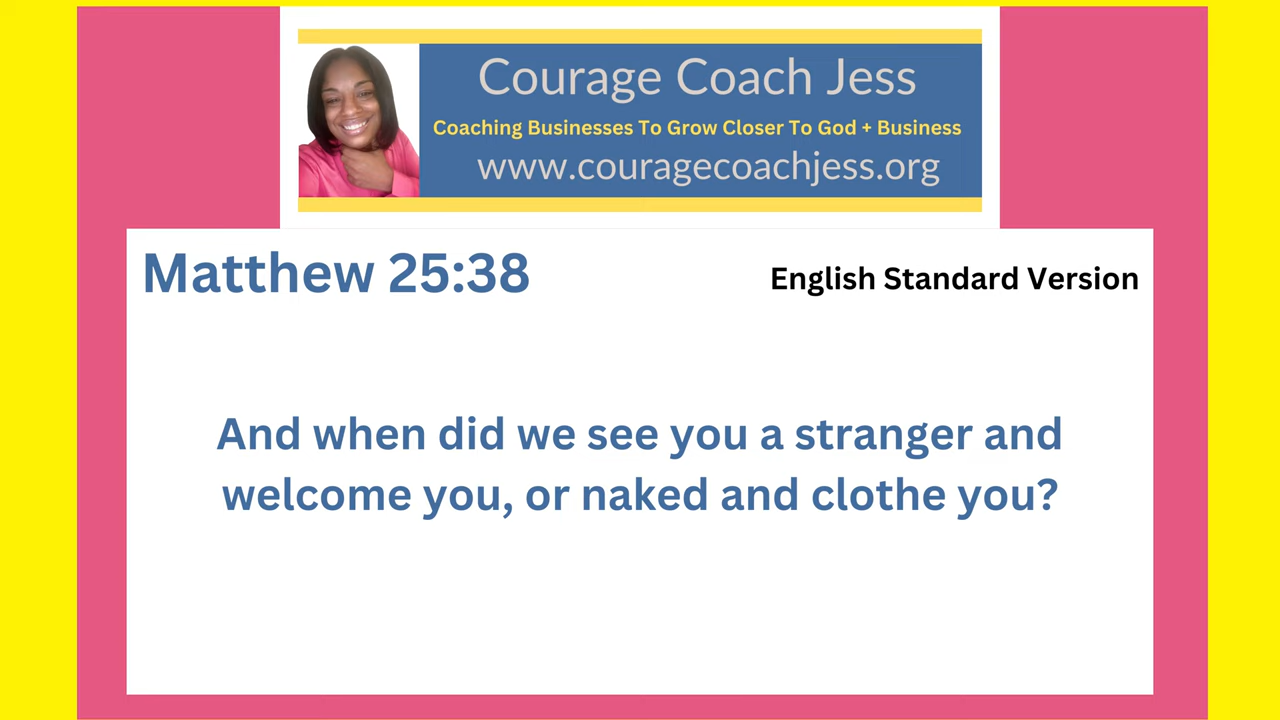 Courage Coach Jess
Coaching Businesses To Grow Closer To God + Business
www.couragecoachjess.org
Matthew 25:38
English Standard Version
And when did we see you a stranger and
welcome you, or naked and clothe you?